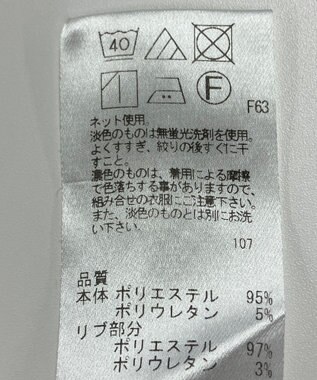 40
F
F63
ネット使用。
淡色のものは無蛍光洗剤を使用。
よくすすぎ、絞りの後すぐに干
すこと。
濃色のものは、着用による摩擦
で色落ちする事がありますので、
組み合せの衣服にご注意下さい。
また、淡色のものとは別にお洗
い下さい。
107
品質
本体 ポリエステル 95%
ポリウレタン 5%
リブ部分
ポリエステル 97%
ポリウレタン 3%